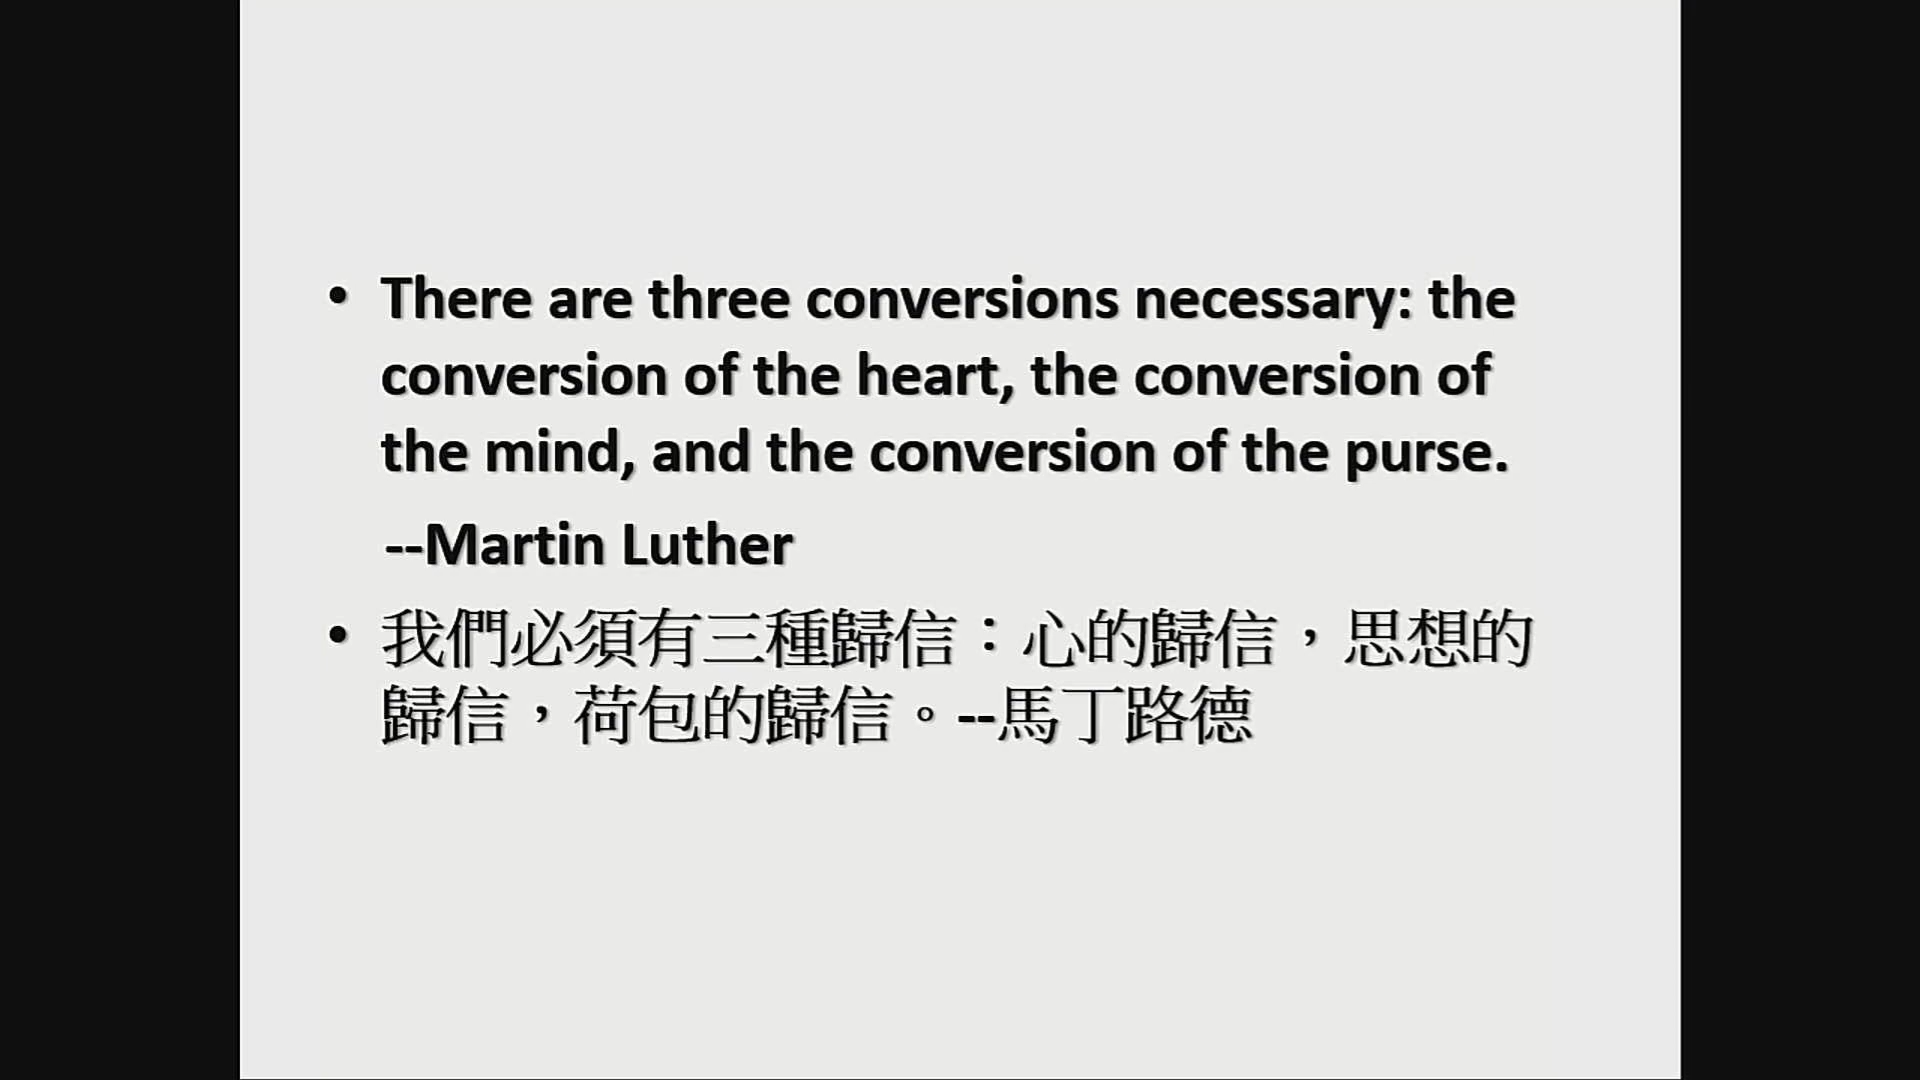 • There are three conversions necessary: the
conversion of the heart, the conversion of
the mind, and the conversion of the purse.
--Martin Luther
• 我們必須有三種歸信：心的歸信，思想的
歸信，荷包的歸信。--馬丁路德